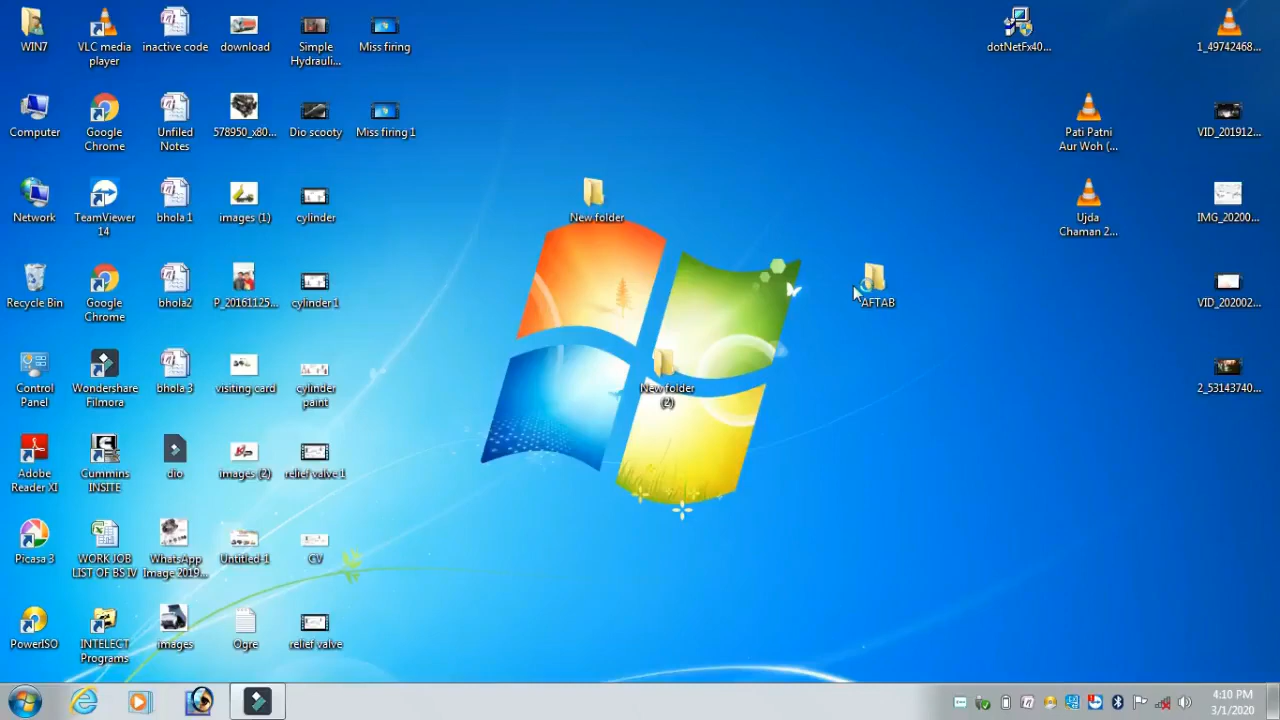 WIN7
VLC media
player
inactive code
download
Simple
Hydrauli...
Miss firing
dotNetFx40...
1_49742468...
Computer
Google
Chrome
Unfiled
Notes
578950_x80...
Dio scooty
Miss firing 1
Pati Patni
Aur Woh (...
VID_201912...
Network
TeamViewer
14
bhola 1
images (1)
cylinder
New folder
Ujda
Chaman 2...
IMG_20200...
Recycle Bin
Google
Chrome
bhola2
P_20161125...
cylinder 1
AFTAB
VID_202002...
Control
Panel
Wondershare
Filmora
bhola 3
visiting card
cylinder
paint
New folder
(2)
2_53143740...
Adobe
Reader XI
Cummins
INSITE
dio
images (2)
relief valve 1
Picasa 3
WORK JOB
LIST OF BS IV
WhatsApp
Image 2019...
Untitled-1
CV
PowerISO
INTELECT
Programs
images
Ogre
relief valve
4:10 PM
3/1/2020